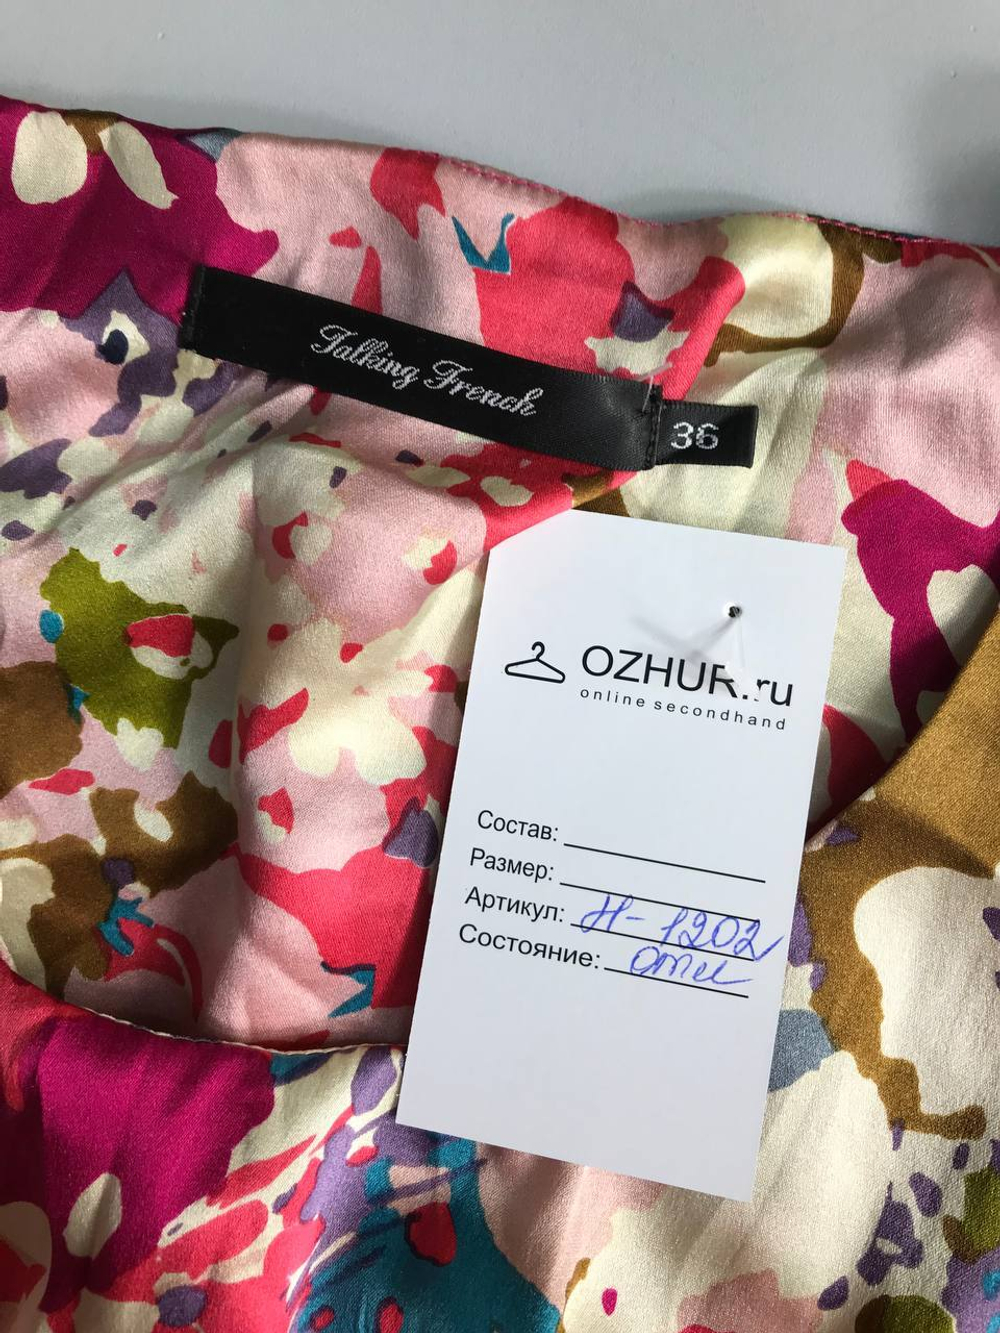 Talking French
36
OZHUR.ru
online secondhand
Состав:
Размер:
Артикул: Н-1202
Состояние: отл